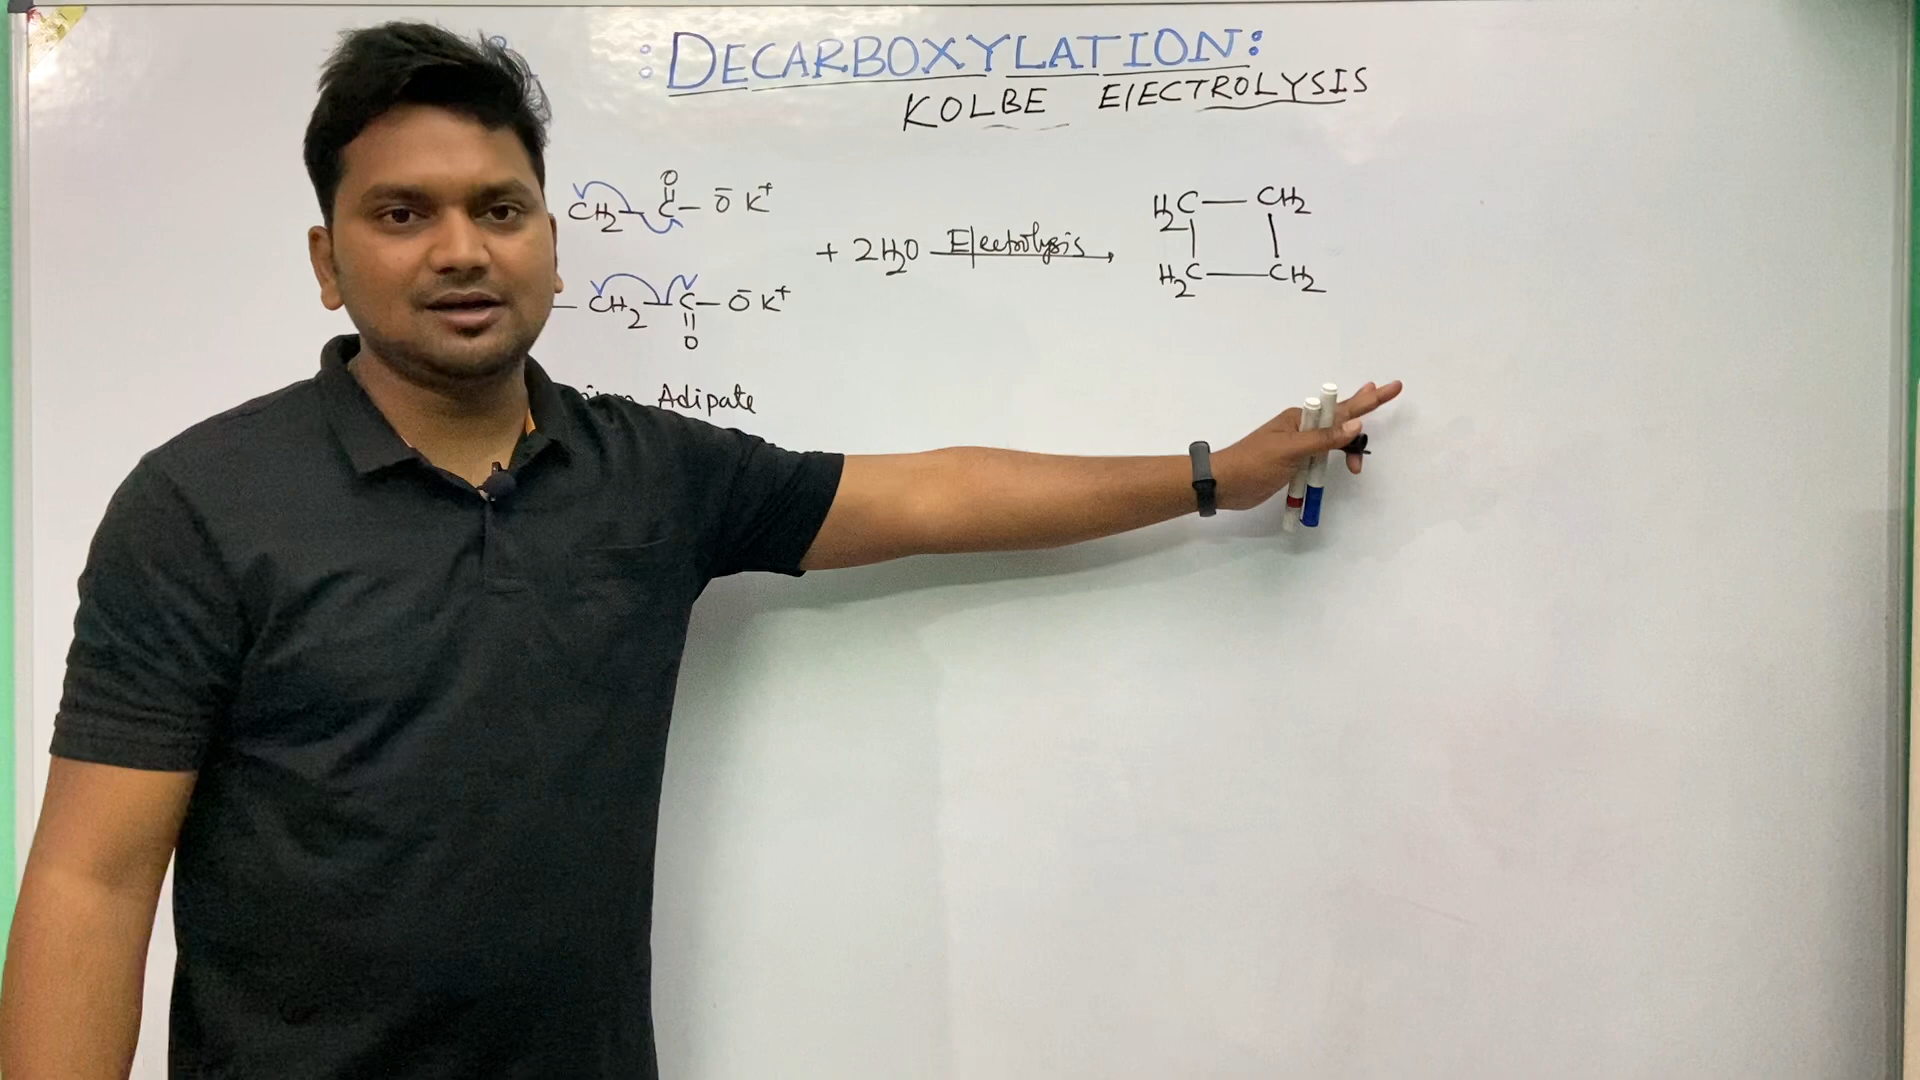 : DECARBOXYLATION:
KOLBE ElECTROLYSIS
O
CH2 — C — Ō K+
+ 2H2O Electrolysis
H2C — CH2
H2C — CH2
— CH2 — C — Ō K+
O
Adipate